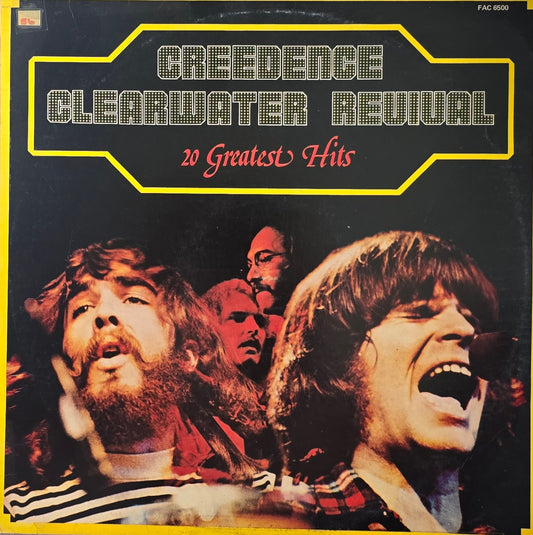 FAC 6500
CREEDENCE
CLEARWATER REVIVAL
20 Greatest Hits